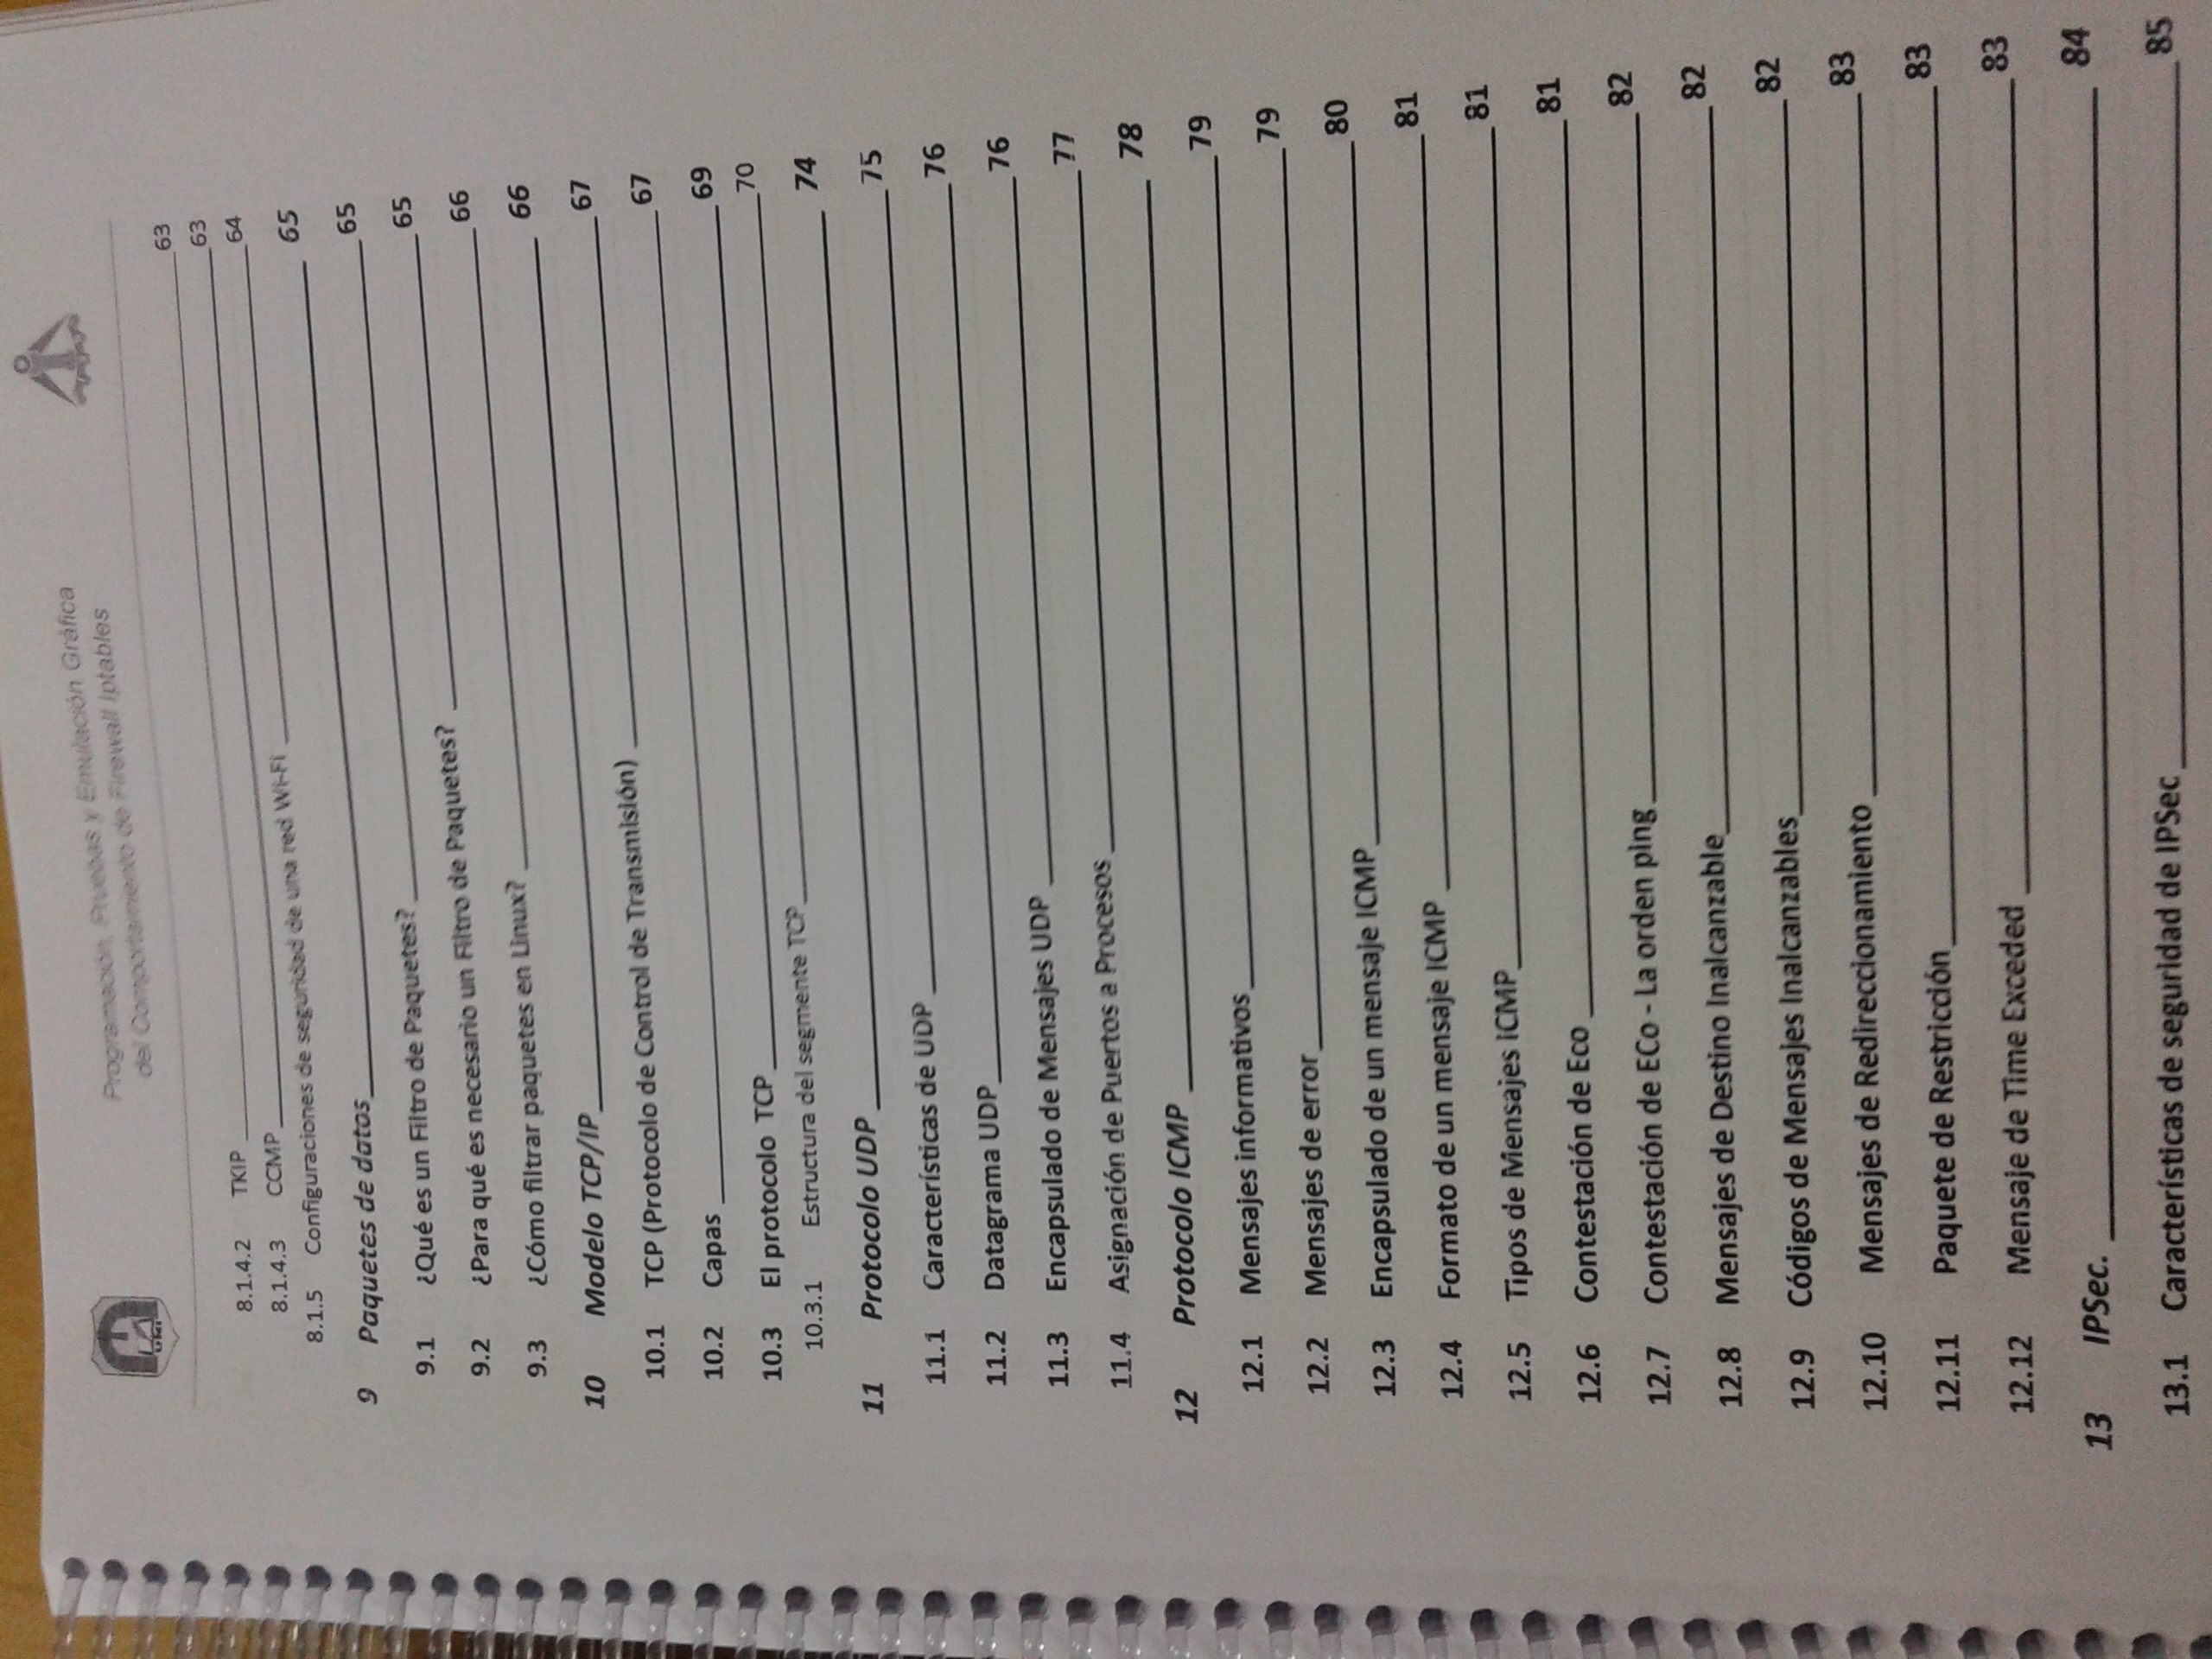 Programación, Pruebas y Emulación Gráfica
del Comportamiento de Firewall Iptables
8.1.4.2 TKIP 63
8.1.4.3 CCMP 63
8.1.5 Configuraciones de seguridad de una red Wi-Fi 64
9 Paquetes de datos 65
9.1 ¿Qué es un Filtro de Paquetes? 65
9.2 ¿Para qué es necesario un Filtro de Paquetes? 65
9.3 ¿Cómo filtrar paquetes en Linux? 66
10 Modelo TCP/IP 66
10.1 TCP (Protocolo de Control de Transmisión) 67
10.2 Capas 67
10.3 El protocolo TCP 69
10.3.1 Estructura del segmente TCP 70
11 Protocolo UDP 74
11.1 Características de UDP 75
11.2 Datagrama UDP 76
11.3 Encapsulado de Mensajes UDP 76
11.4 Asignación de Puertos a Procesos 77
12 Protocolo ICMP 78
12.1 Mensajes informativos 79
12.2 Mensajes de error 79
12.3 Encapsulado de un mensaje ICMP 80
12.4 Formato de un mensaje ICMP 81
12.5 Tipos de Mensajes ICMP 81
12.6 Contestación de Eco 81
12.7 Contestación de ECo - La orden ping 82
12.8 Mensajes de Destino Inalcanzable 82
12.9 Códigos de Mensajes Inalcanzables 82
12.10 Mensajes de Redireccionamiento 83
12.11 Paquete de Restricción 83
12.12 Mensaje de Time Exceded 83
13 IPSec. 84
13.1 Características de seguridad de IPSec 85